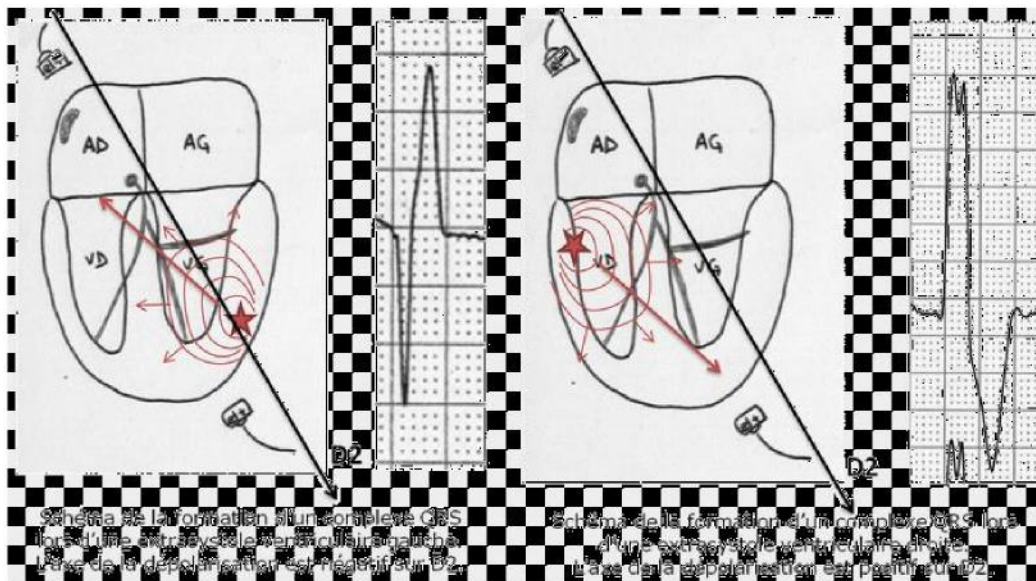 AD
AG
VD
VG
D2
Schéma de la formation d'un complexe QRS
lors d'une extrasystole ventriculaire gauche.
L'axe de la dépolarisation est négatif sur D2.
AD
AG
VD
VG
D2
Schéma de la formation d'un complexe QRS lors
d'une extrasystole ventriculaire droite.
L'axe de la dépolarisation est positif sur D2.